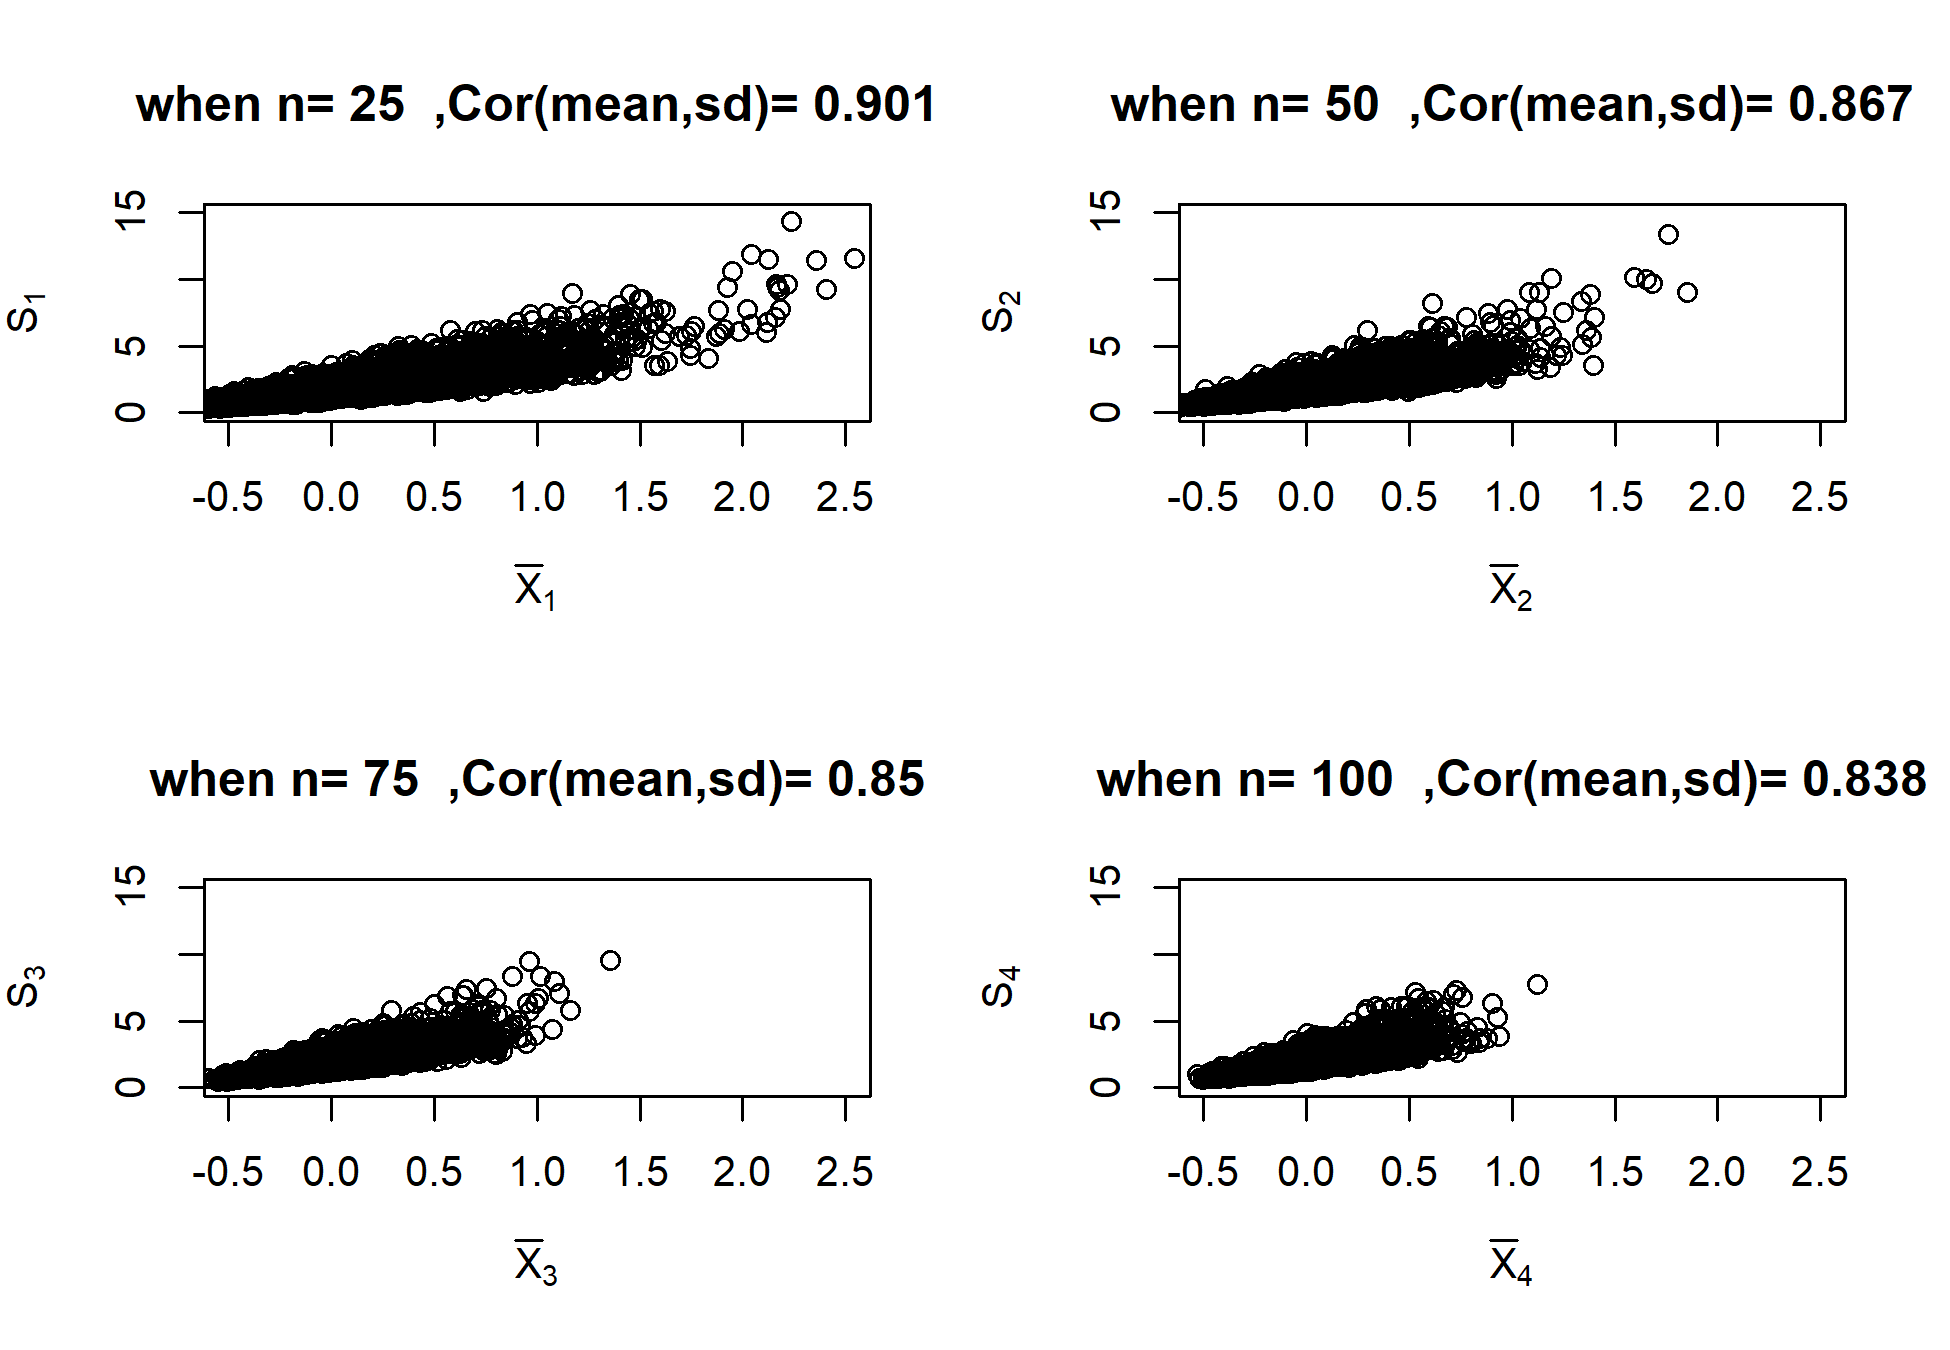 when n= 25  ,Cor(mean,sd)= 0.901
S1
15
5
0
-0.5 0.0 0.5 1.0 1.5 2.0 2.5
X̅1
when n= 50  ,Cor(mean,sd)= 0.867
S2
15
5
0
-0.5 0.0 0.5 1.0 1.5 2.0 2.5
X̅2
when n= 75  ,Cor(mean,sd)= 0.85
S3
15
5
0
-0.5 0.0 0.5 1.0 1.5 2.0 2.5
X̅3
when n= 100  ,Cor(mean,sd)= 0.838
S4
15
5
0
-0.5 0.0 0.5 1.0 1.5 2.0 2.5
X̅4